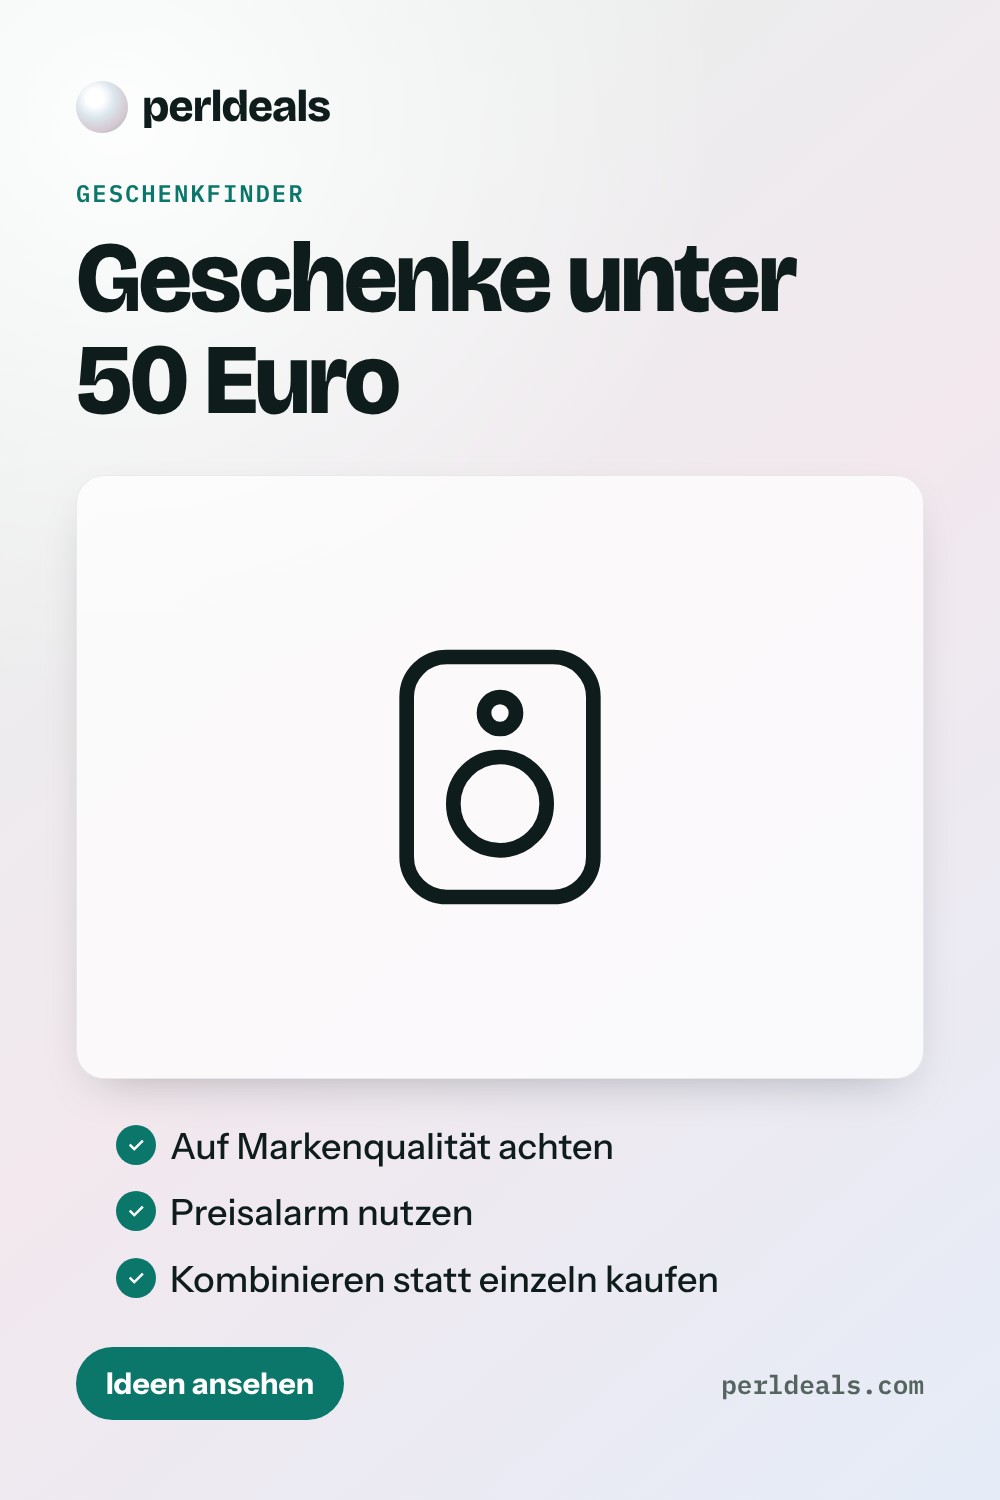 perldeals
GESCHENKFINDER
Geschenke unter
50 Euro
Auf Markenqualität achten
Preisalarm nutzen
Kombinieren statt einzeln kaufen
Ideen ansehen
perldeals.com